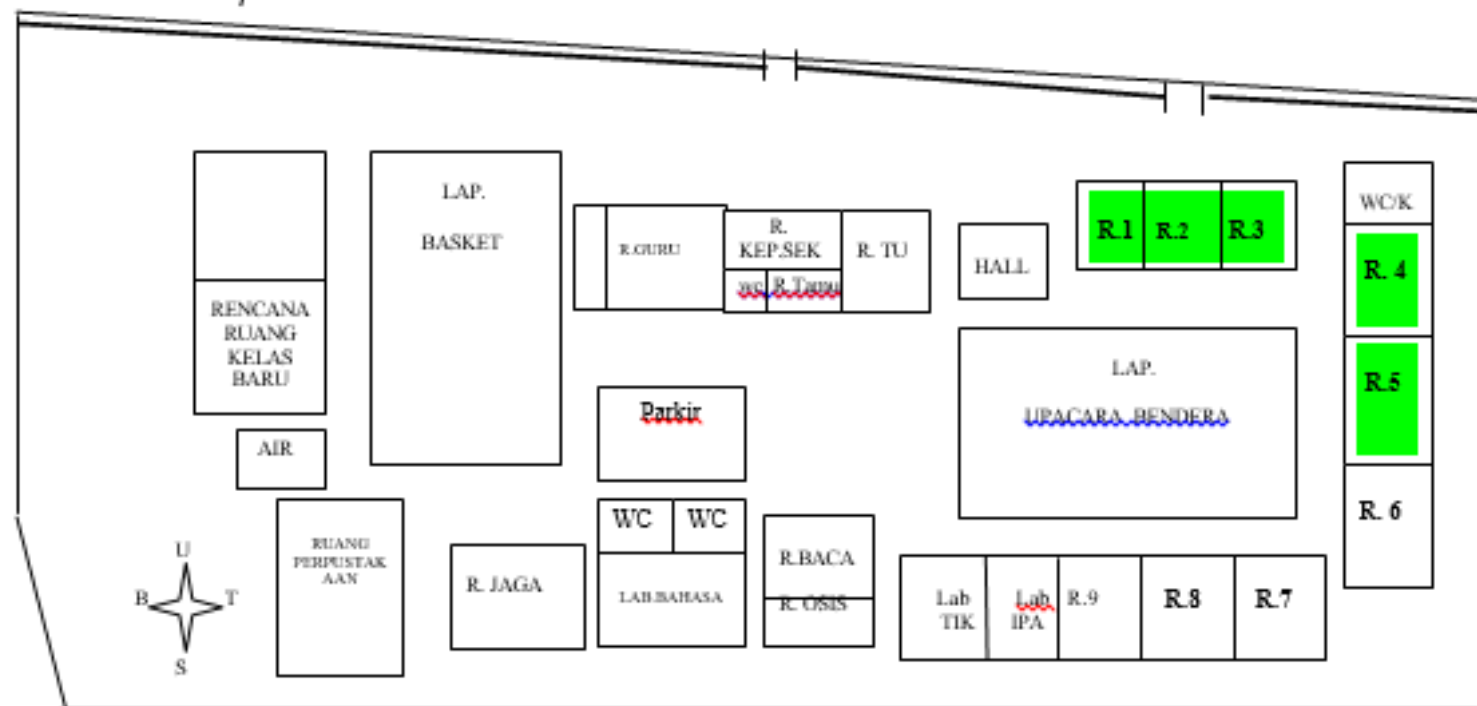 LAP.
BASKET
R.GURU
R.
KEP.SEK
R. TU
wc
R.Tamu
HALL
R.1
R.2
R.3
WC/K
R. 4
R.5
R. 6
RENCANA
RUANG
KELAS
BARU
AIR
Parkir
LAP.
UPACARA BENDERA
WC
WC
RUANG
PERPUSTAK
AAN
R. JAGA
LAB.BAHASA
R.BACA
R. OSIS
Lab
TIK
Lab
IPA
R.9
R.8
R.7
U
B
T
S